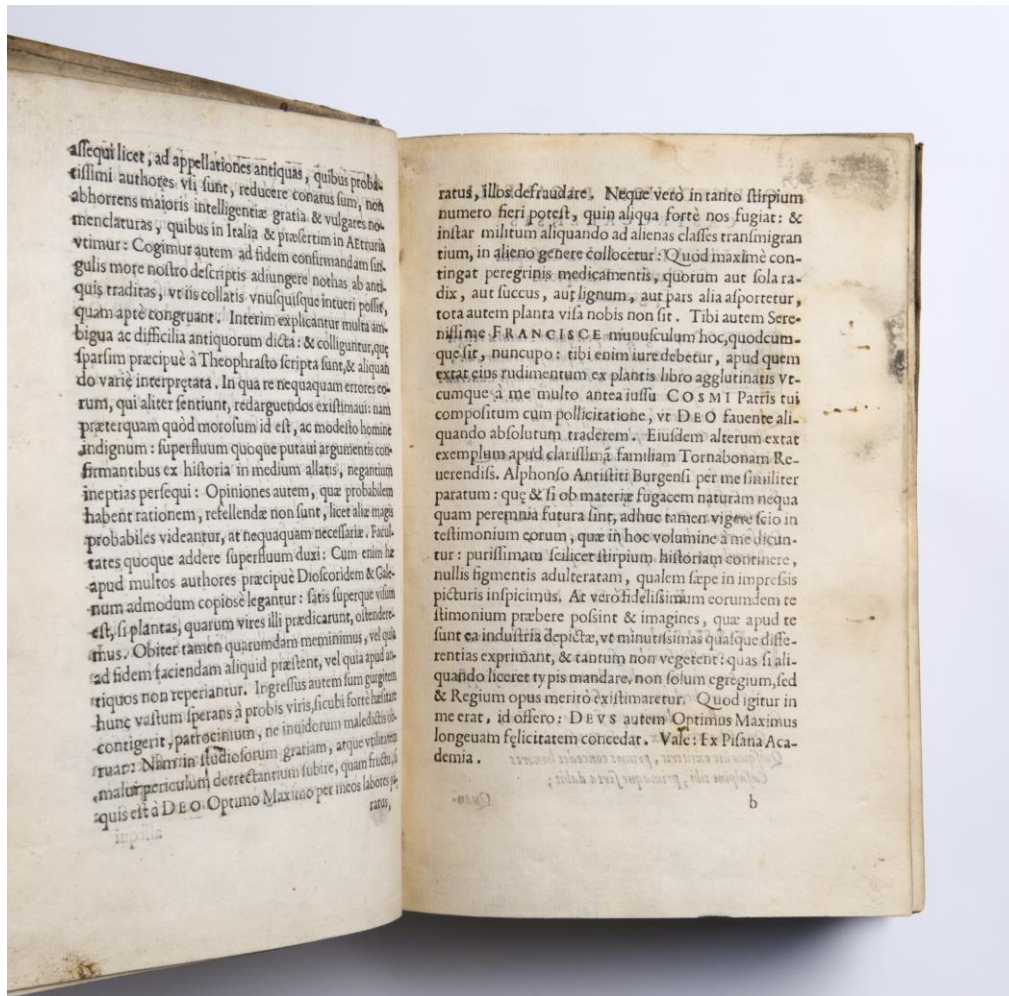 assequi licet, ad appellationes antiquas, quibus proba-
tissimi authores vsi sunt, reducere conatus sum, non
abhorrens maioris intelligentiæ gratia & vulgares no-
menclaturas, quibus in Italia & præsertim in AEtruria
vtimur: Cogimur autem ad fidem confirmandam sin-
gulis more nostro descriptis adiungere nothas ab anti-
quis traditas, vt iis collatis vnusquisque intueri possit,
quam aptè congruant. Interim explicantur multa am-
bigua ac difficilia antiquorum dicta: & colliguntur, quę
sparsim præcipuè à Theophrasto scripta sunt, & aliquan
do variè interpretata. In qua re nequaquam errores eo-
rum, qui aliter sentiunt, redarguendos existimaui: nam
præterquam quòd morosum id est, ac modesto homine
indignum: superfluum quoque putaui argumentis con-
firmantibus ex historia in medium allatis, negantium
ineptias persequi: Opiniones autem, quæ probabilem
habent rationem, refellendæ non sunt, licet aliæ magis
probabiles videantur, at nequaquam necessariæ. Facul-
tates quoque addere superfluum duxi: Cum enim hæ
apud multos authores præcipuè Dioscoridem & Gale-
num admodum copiosè legantur: satis superque visum
est, si plantas, quarum vires illi prædicarunt, ostendere-
mus. Obiter tamen quarumdam meminimus, vel quia
ad fidem faciendam aliquid præstent, vel quia apud an-
tiquos non reperiantur. Ingressus autem sum gurgitem
hunc vastum sperans à probis viris, sicubi fortè hæsitare
contigerit, patrocinium, ne inuidorum maledictis ob-
ruar: Nam in studiosorum gratiam, atque vtilitatem
malui periculum detrectantium subire, quam fructu, si
quis est à DEO Optimo Maximo per meos labores pa-
ratus,
ratus, illos defraudare. Neque verò in tanto stirpium
numero fieri potest, quin aliqua fortè nos fugiat: &
instar militum aliquando ad alienas classes transmigran
tium, in alieno genere collocetur: Quòd maximè con-
tingat peregrinis medicamentis, quorum aut sola ra-
dix, aut succus, aut lignum, aut pars alia asportetur,
tota autem planta visa nobis non sit. Tibi autem Sere-
nissime FRANCISCE munusculum hoc, quodcum-
que sit, nuncupo: tibi enim iure debetur, apud quem
extat eius rudimentum ex plantis libro agglutinatis vt-
cumque à me multo antea iussu COSMI Patris tui
compositum cum pollicitatione, vt DEO fauente ali-
quando absolutum traderem. Eiusdem alterum extat
exemplum apud clarissimã familiam Tornabonam Re-
uerendiss. Alphonso Antistiti Burgensi per me similiter
paratum: quę & si ob materiæ fugacem naturam nequa
quam peremnia futura sint, adhuc tamen vigere scio in
testimonium eorum, quæ in hoc volumine à me dicun-
tur: purissimam scilicet stirpium historiam continere,
nullis figmentis adulteratam, qualem sæpe in impressis
picturis inspicimus. At verò fidelissimum eorumdem te
stimonium præbere possint & imagines, quæ apud te
sunt ea industria depictæ, vt minutissimas quasque diffe-
rentias exprimant, & tantum non vegetent: quas si ali-
quando liceret typis mandare, non solum egregium, sed
& Regium opus meritò existimaretur. Quod igitur in
me erat, id offero: DEVS autem Optimus Maximus
longeuam fęlicitatem concedat. Vale: Ex Pisana Aca-
demia.
b